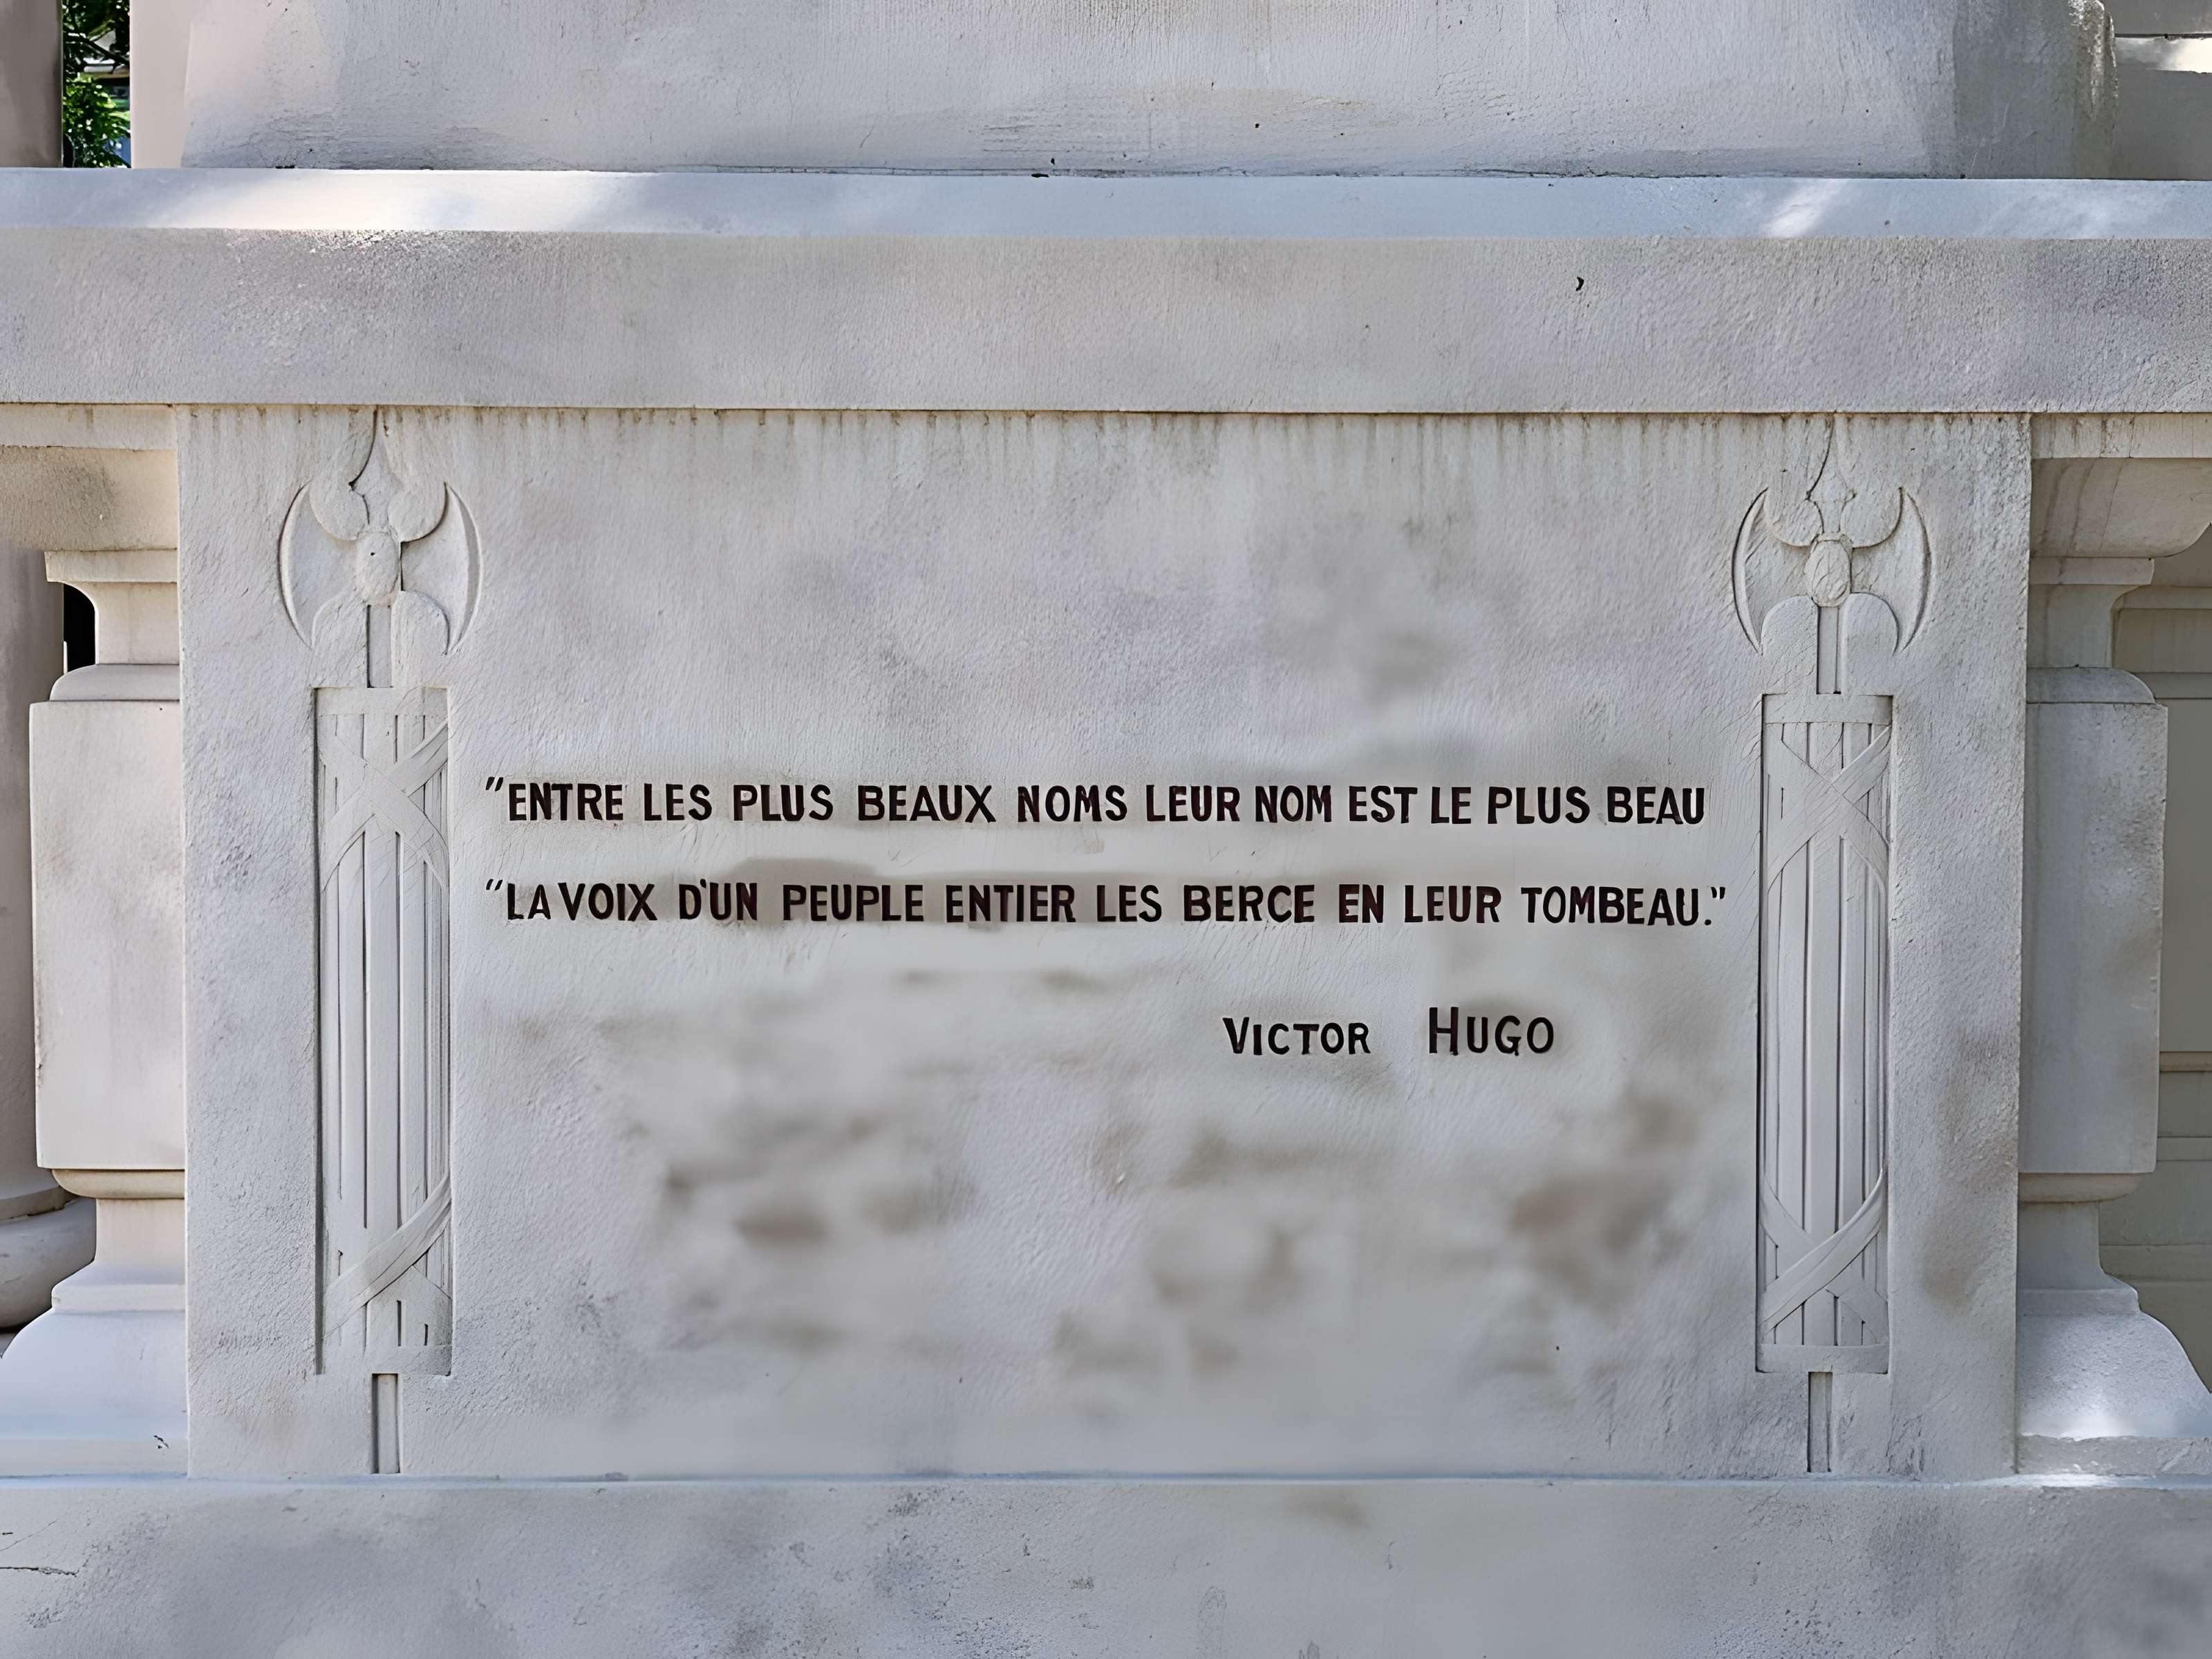 "ENTRE LES PLUS BEAUX NOMS LEUR NOM EST LE PLUS BEAU
"LA VOIX D'UN PEUPLE ENTIER LES BERCE EN LEUR TOMBEAU."
VICTOR HUGO